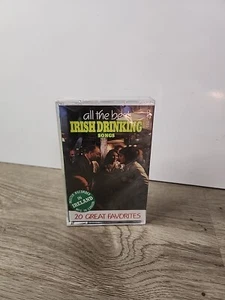 all the best
IRISH DRINKING
SONGS
IRELAND
20 GREAT FAVORITES